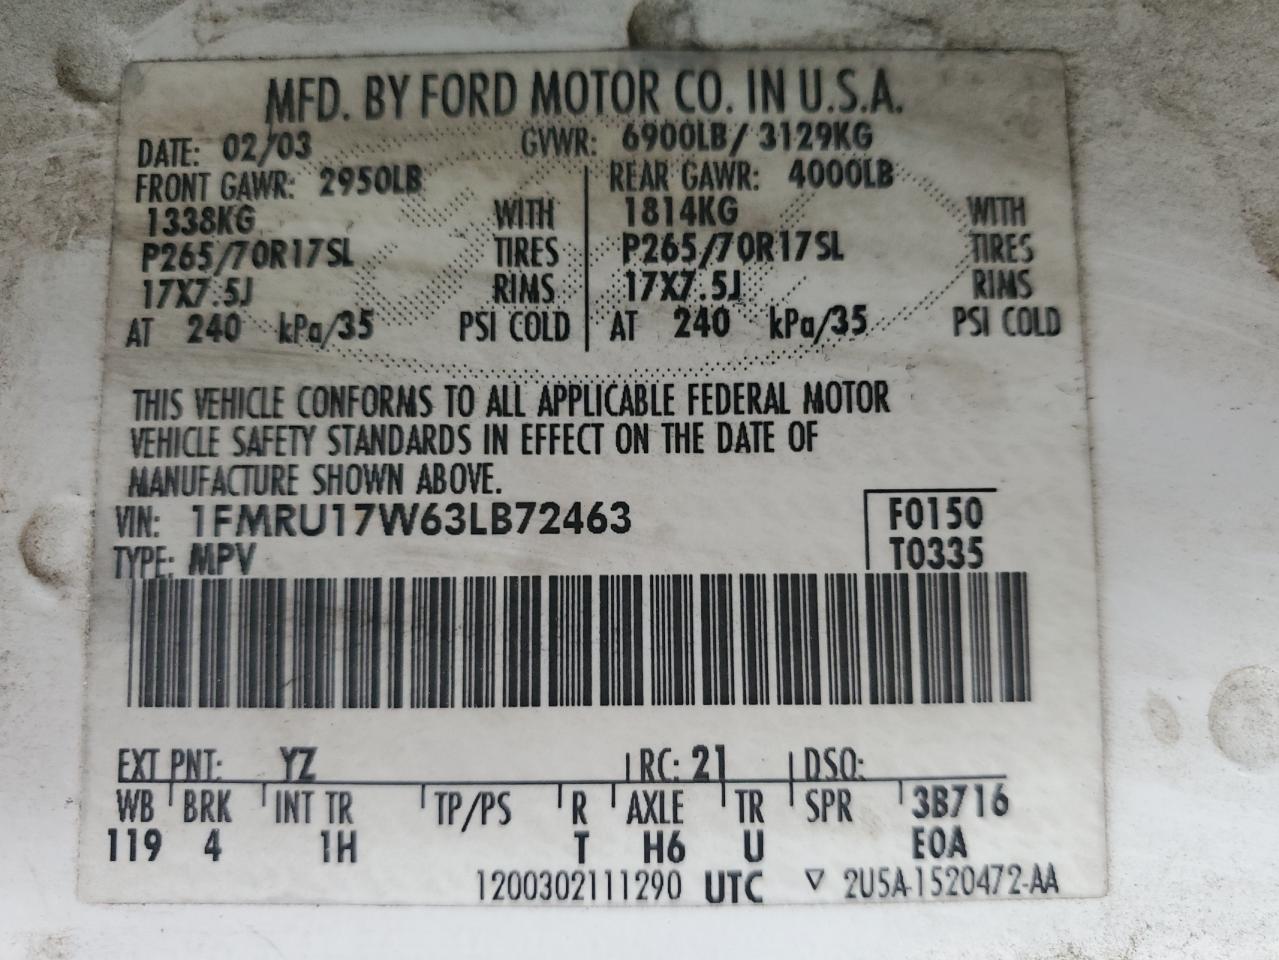 MFD. BY FORD MOTOR CO. IN U.S.A.
DATE: 02/03 GVWR: 6900LB/ 3129KG
FRONT GAWR: 2950LB REAR GAWR: 4000LB
1338KG WITH 1814KG WITH
P265/70R17SL TIRES P265/70R17SL TIRES
17X7.5J RIMS 17X7.5J RIMS
AT 240 kPa/35 PSI COLD AT 240 kPa/35 PSI COLD
THIS VEHICLE CONFORMS TO ALL APPLICABLE FEDERAL MOTOR
VEHICLE SAFETY STANDARDS IN EFFECT ON THE DATE OF
MANUFACTURE SHOWN ABOVE.
VIN: 1FMRU17W63LB72463 F0150
TYPE: MPV T0335
EXT PNT: YZ RC: 21 DSO:
WB BRK INT TR TP/PS R AXLE TR SPR 3B716
119 4 1H T H6 U E0A
1200302111290 UTC ▽ 2U5A-1520472-AA